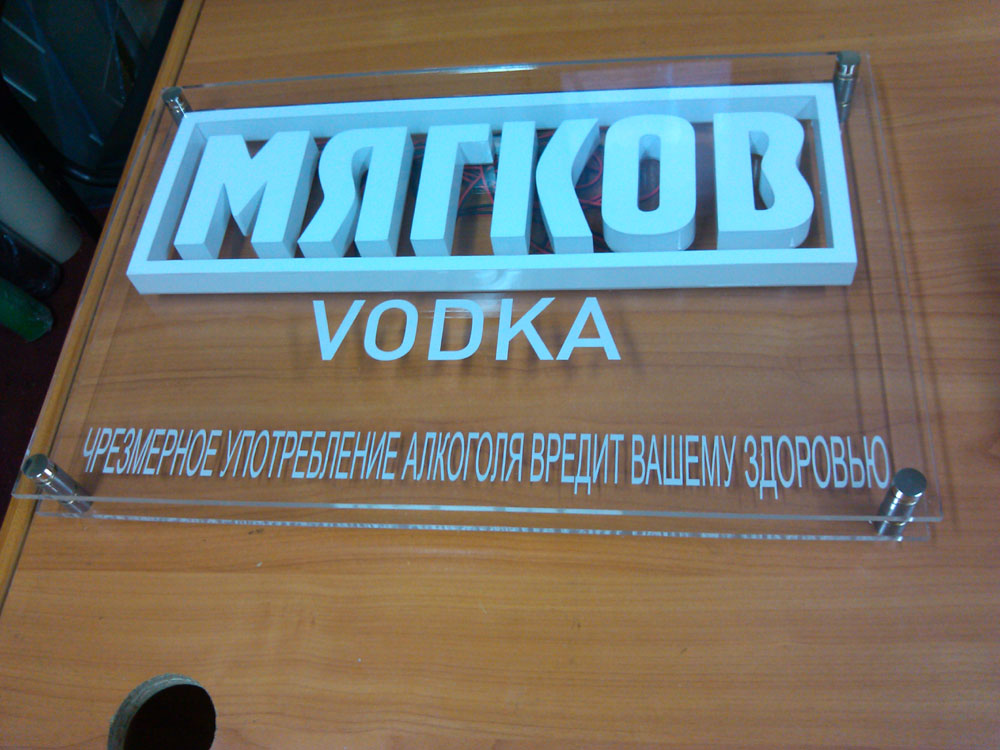 МЯГКОВ
VODKA
ЧРЕЗМЕРНОЕ УПОТРЕБЛЕНИЕ АЛКОГОЛЯ ВРЕДИТ ВАШЕМУ ЗДОРОВЬЮ